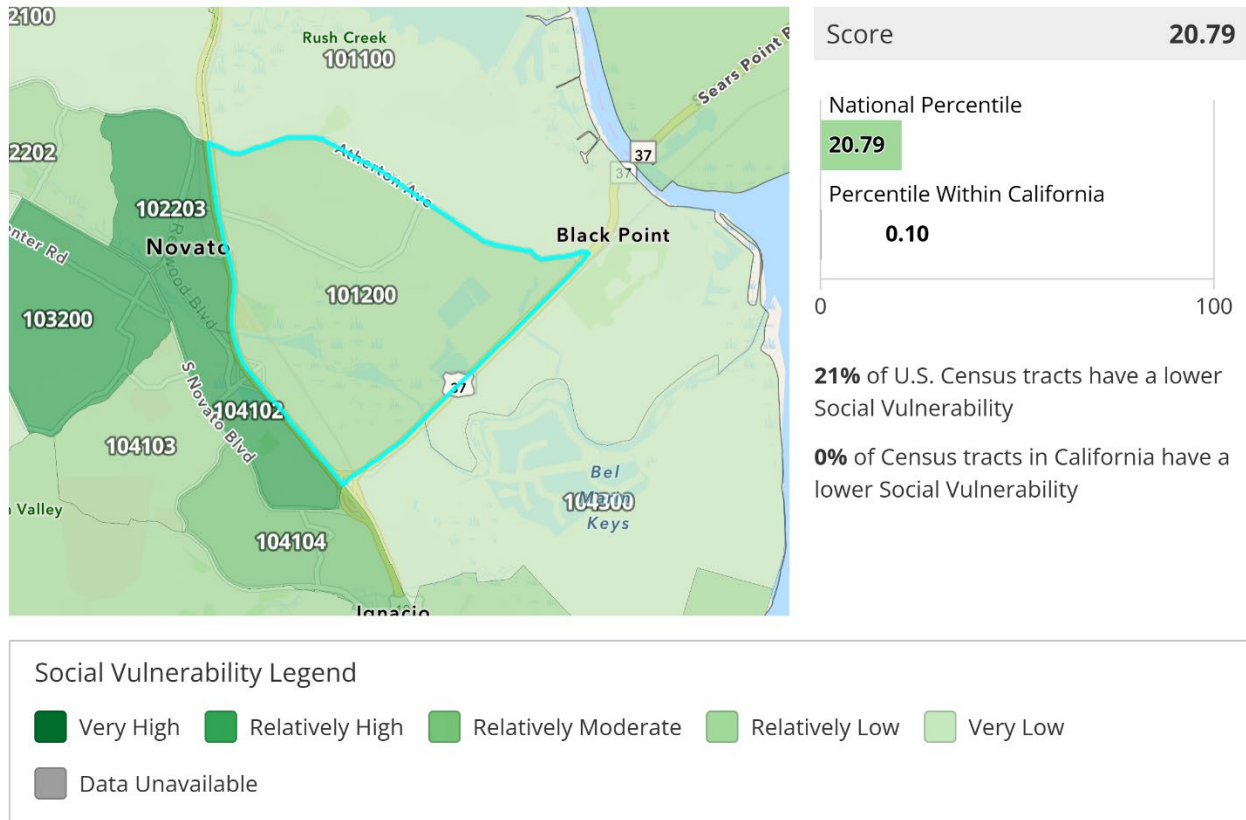 2100
Rush Creek
101100
Sears Point R
37
37
2202
Atherton Ave
102203
Novato
Black Point
enter Rd
Redwood Blvd
101200
103200
S Novato Blvd
37
104102
104103
Bel
Marin
Keys
104300
n Valley
104104
Ignacio
Score 20.79
National Percentile
20.79
Percentile Within California
0.10
0 100
21% of U.S. Census tracts have a lower
Social Vulnerability
0% of Census tracts in California have a
lower Social Vulnerability
Social Vulnerability Legend
Very High Relatively High Relatively Moderate Relatively Low Very Low
Data Unavailable